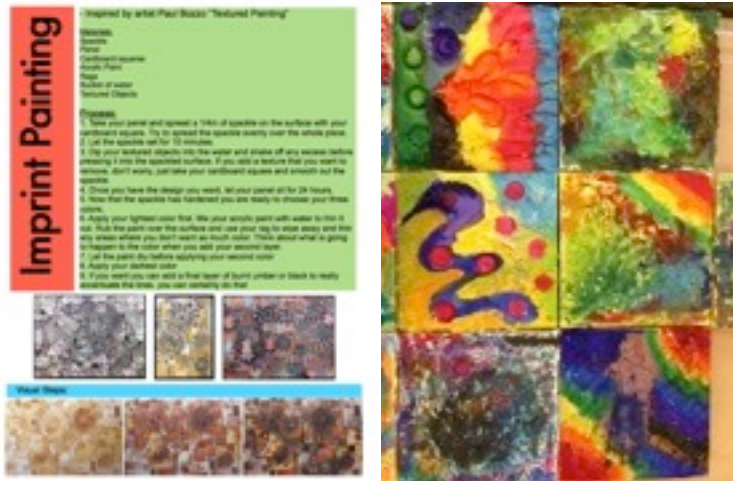 Imprint Painting
- Inspired by artist Paul Bozzo "Textured Painting"
Materials:
Spackle
Panel
Cardboard squares
Acrylic Paint
Rags
Bucket of water
Textured Objects
Process:
1. Take your panel and spread a 1/4in of spackle on the surface with your
cardboard square. Try to spread the spackle evenly over the whole piece.
2. Let the spackle set for 10 minutes.
3. Dip your textured objects into the water and shake off any excess before
pressing it into the spackled surface. If you add a texture that you want to
remove, don't worry, just take your cardboard square and smooth out the
spackle.
4. Once you have the design you want, let your panel sit for 24 hours.
5. Now that the spackle has hardened you are ready to choose your three
colors.
6. Apply your lightest color first. Mix your acrylic paint with water to thin it
out. Rub the paint over the surface and use your rag to wipe away and thin
any areas where you don't want as much color. Think about what is going
to happen to the color when you add your second layer.
7. Let the paint dry before applying your second color
8. Apply your darkest color
9. If you want you can add a final layer of burnt umber or black to really
accentuate the lines, you can certainly do that
Visual Steps